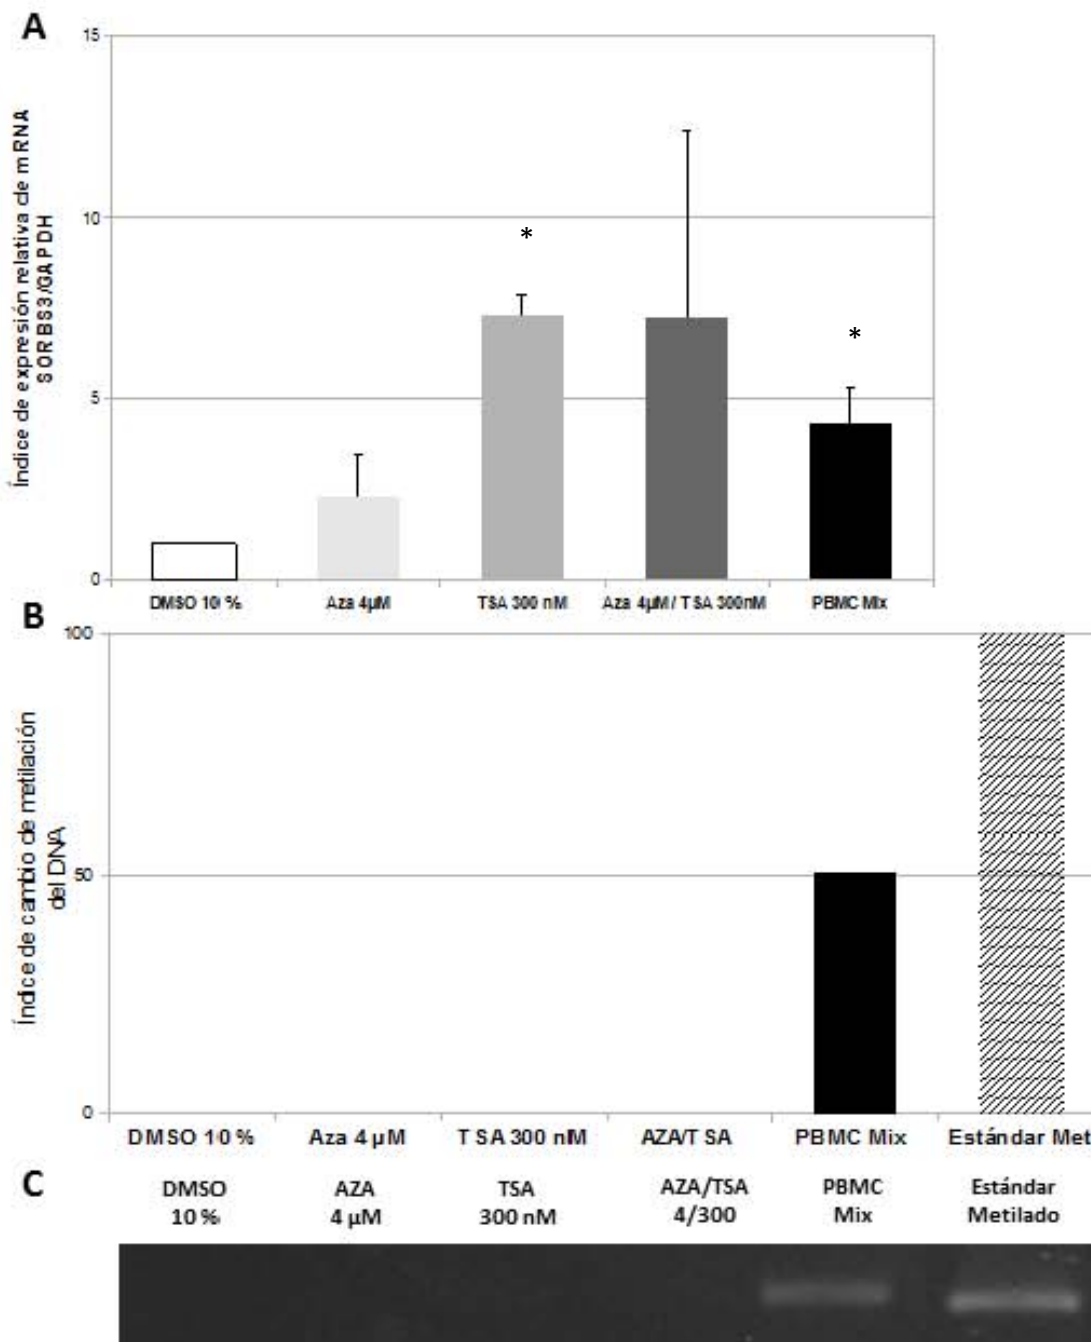 A
Índice de expresión relativa de mRNA
SORBS3/GAPDH
15
10
5
0
*
*
DMSO 10 % Aza 4µM TSA 300 nM Aza 4µM / TSA 300nM PBMC Mix
B
Índice de cambio de metilación
del DNA
100
50
0
DMSO 10 % Aza 4 µM TSA 300 nM AZA/TSA PBMC Mix Estándar Met
C
DMSO AZA TSA AZA/TSA PBMC Estándar
10 % 4 µM 300 nM 4/300 Mix Metilado